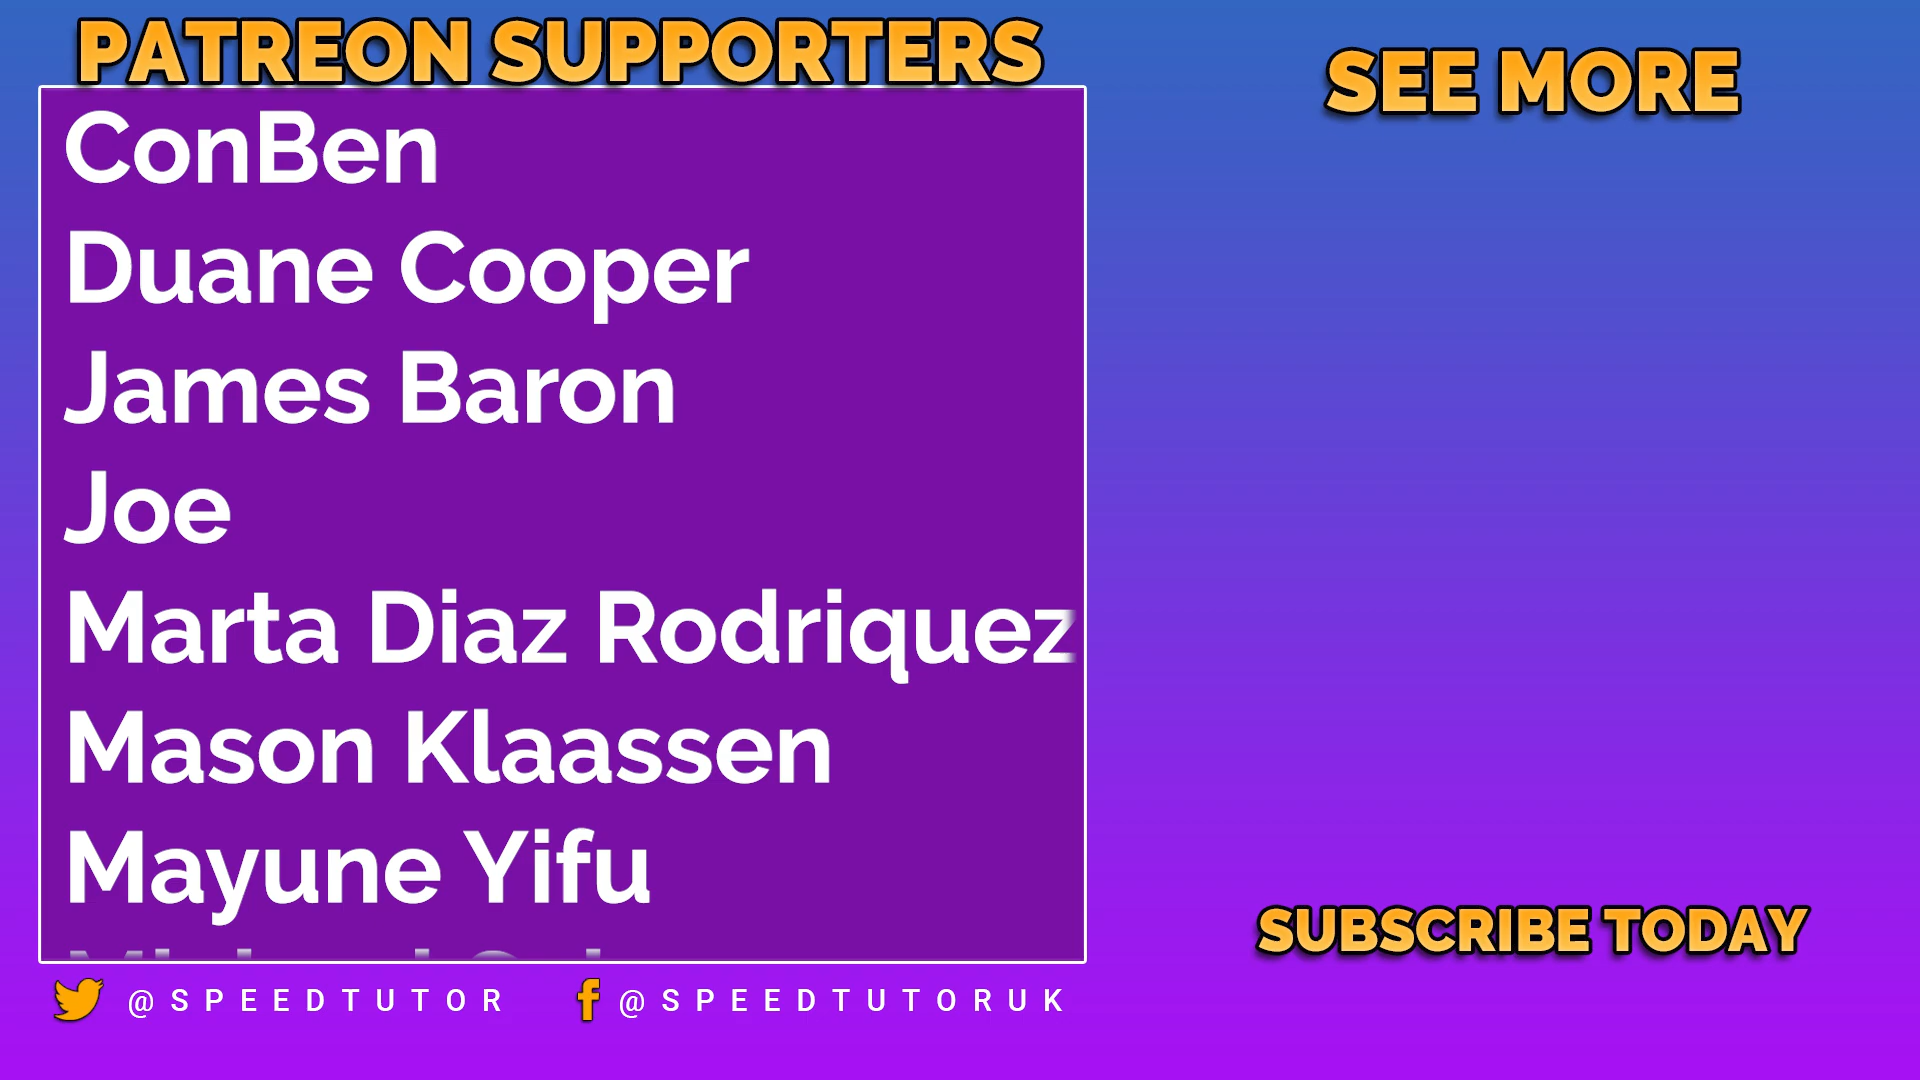 PATREON SUPPORTERS
ConBen
Duane Cooper
James Baron
Joe
Marta Diaz Rodriquez
Mason Klaassen
Mayune Yifu
@SPEEDTUTOR
@SPEEDTUTORUK
SEE MORE
SUBSCRIBE TODAY